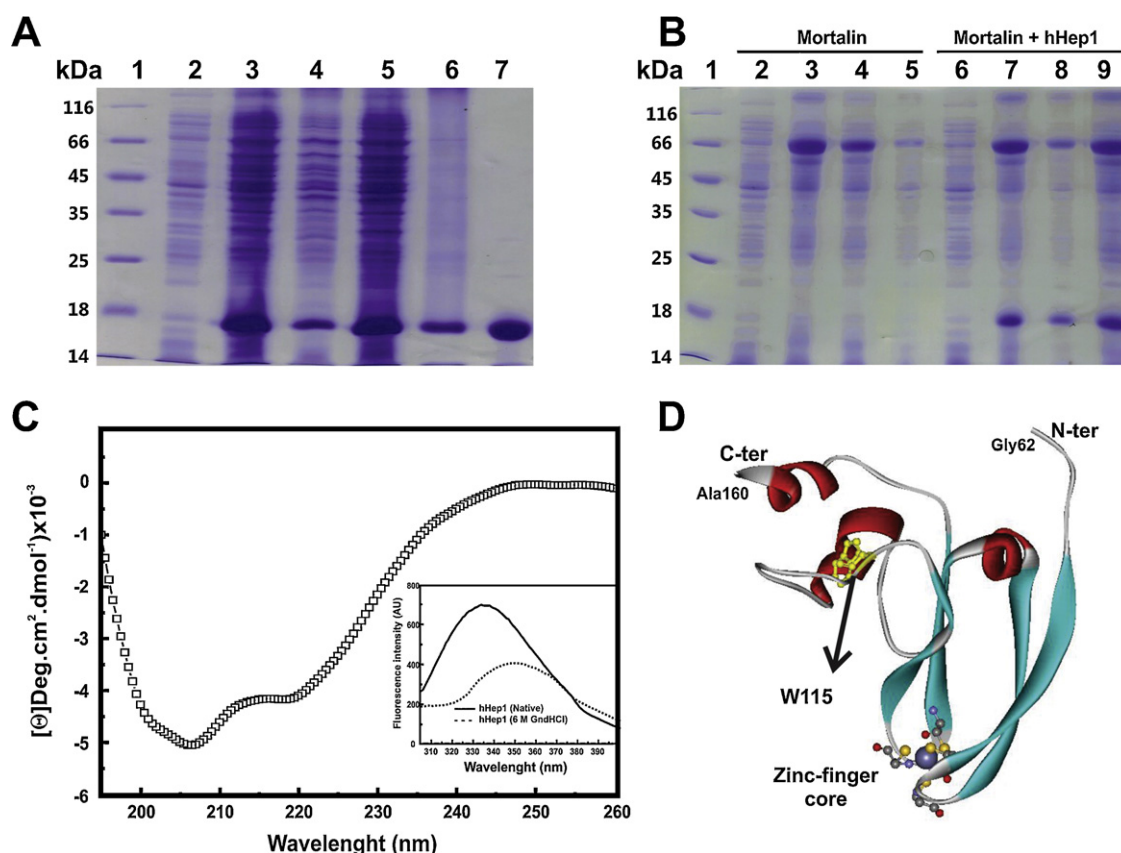 A
kDa 1 2 3 4 5 6 7
116
66
45
35
25
18
14
B
Mortalin Mortalin + hHep1
kDa 1 2 3 4 5 6 7 8 9
116
66
45
35
25
18
14
C
[Θ]Deg.cm².dmol⁻¹)x10⁻³
0
-1
-2
-3
-4
-5
-6
200 210 220 230 240 250 260
Wavelenght (nm)
Fluorescence intensity (AU)
800
600
400
200
0
hHep1 (Native)
hHep1 (6 M GndHCl)
310 320 330 340 350 360 370 380 390
Wavelenght (nm)
D
N-ter
Gly62
C-ter
Ala160
W115
Zinc-finger
core